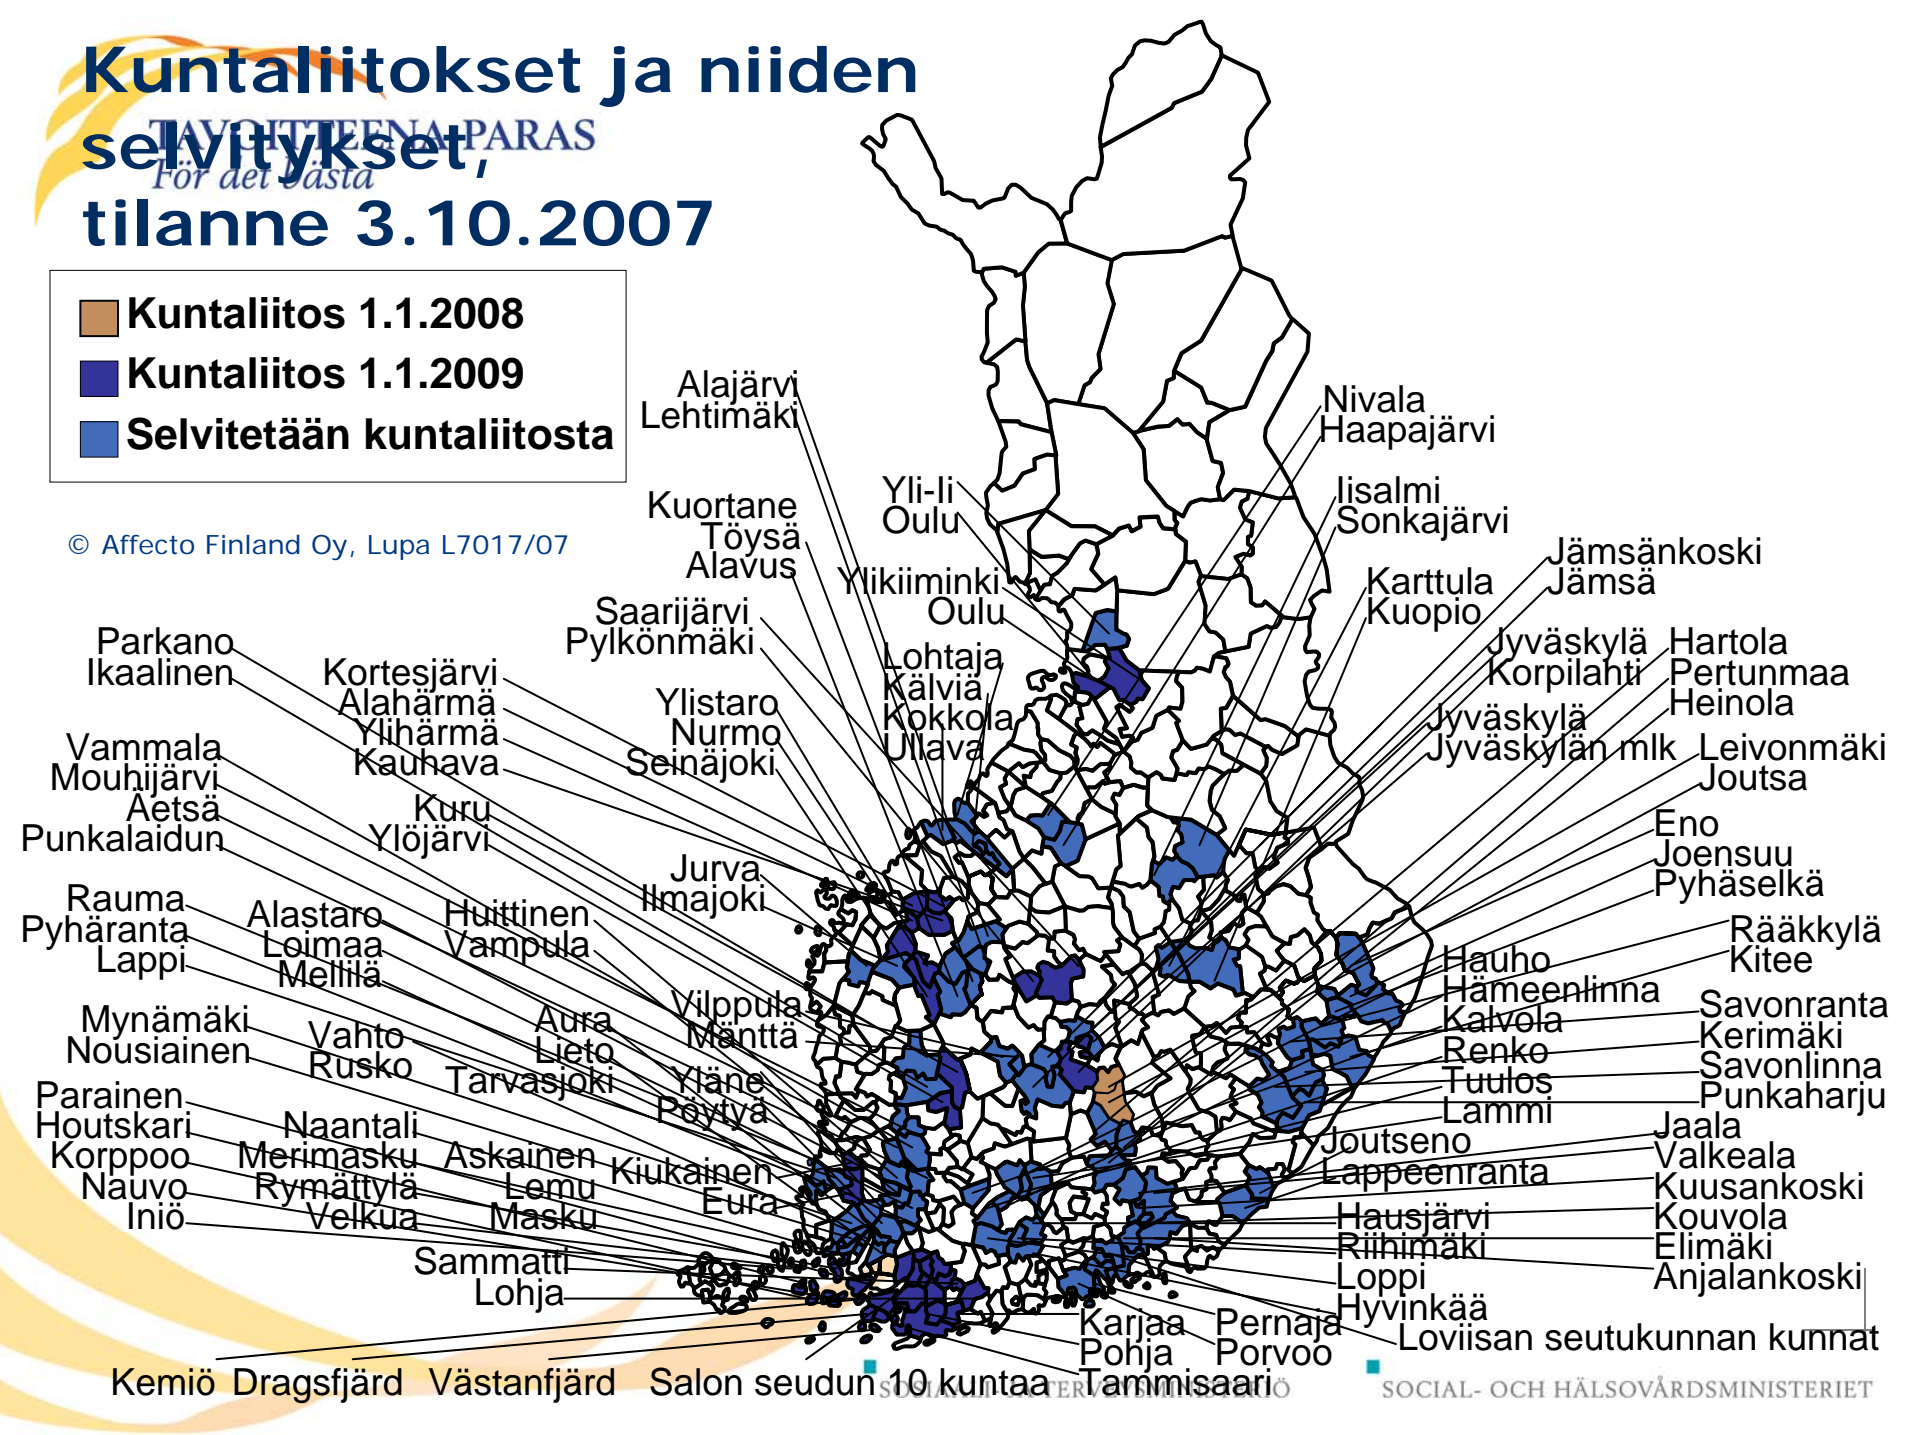 Kuntaliitokset ja niiden
selvitykset,
tilanne 3.10.2007
TAVOITTEENA PARAS
För det bästa
Kuntaliitos 1.1.2008
Kuntaliitos 1.1.2009
Selvitetään kuntaliitosta
© Affecto Finland Oy, Lupa L7017/07
Alajärvi
Lehtimäki
Kuortane
Töysä
Alavus
Saarijärvi
Pylkönmäki
Yli-Ii
Oulu
Ylikiiminki
Oulu
Lohtaja
Kälviä
Kokkola
Ullava
Nivala
Haapajärvi
Iisalmi
Sonkajärvi
Karttula
Kuopio
Jämsänkoski
Jämsä
Jyväskylä
Korpilahti
Jyväskylä
Jyväskylän mlk
Hartola
Pertunmaa
Heinola
Leivonmäki
Joutsa
Eno
Joensuu
Pyhäselkä
Rääkkylä
Kitee
Parkano
Ikaalinen
Kortesjärvi
Alahärmä
Ylihärmä
Kauhava
Ylistaro
Nurmo
Seinäjoki
Vammala
Mouhijärvi
Äetsä
Punkalaidun
Kuru
Ylöjärvi
Jurva
Ilmajoki
Rauma
Pyhäranta
Lappi
Alastaro
Loimaa
Mellilä
Huittinen
Vampula
Vilppula
Mänttä
Mynämäki
Nousiainen
Vahto
Rusko
Aura
Lieto
Tarvasjoki
Yläne
Pöytyä
Parainen
Houtskari
Korppoo
Nauvo
Iniö
Naantali
Merimasku
Rymättylä
Velkua
Askainen
Lemu
Masku
Kiukainen
Eura
Sammatti
Lohja
Hauho
Hämeenlinna
Kalvola
Renko
Tuulos
Lammi
Savonranta
Kerimäki
Savonlinna
Punkaharju
Joutseno
Lappeenranta
Jaala
Valkeala
Kuusankoski
Kouvola
Elimäki
Anjalankoski
Hausjärvi
Riihimäki
Loppi
Hyvinkää
Karjaa
Pohja
Tammisaari
Pernaja
Porvoo
Loviisan seutukunnan kunnat
Kemiö Dragsfjärd Västanfjärd Salon seudun 10 kuntaa
SOSIAALI- JA TERVEYSMINISTERIÖ
SOCIAL- OCH HÄLSOVÅRDSMINISTERIET